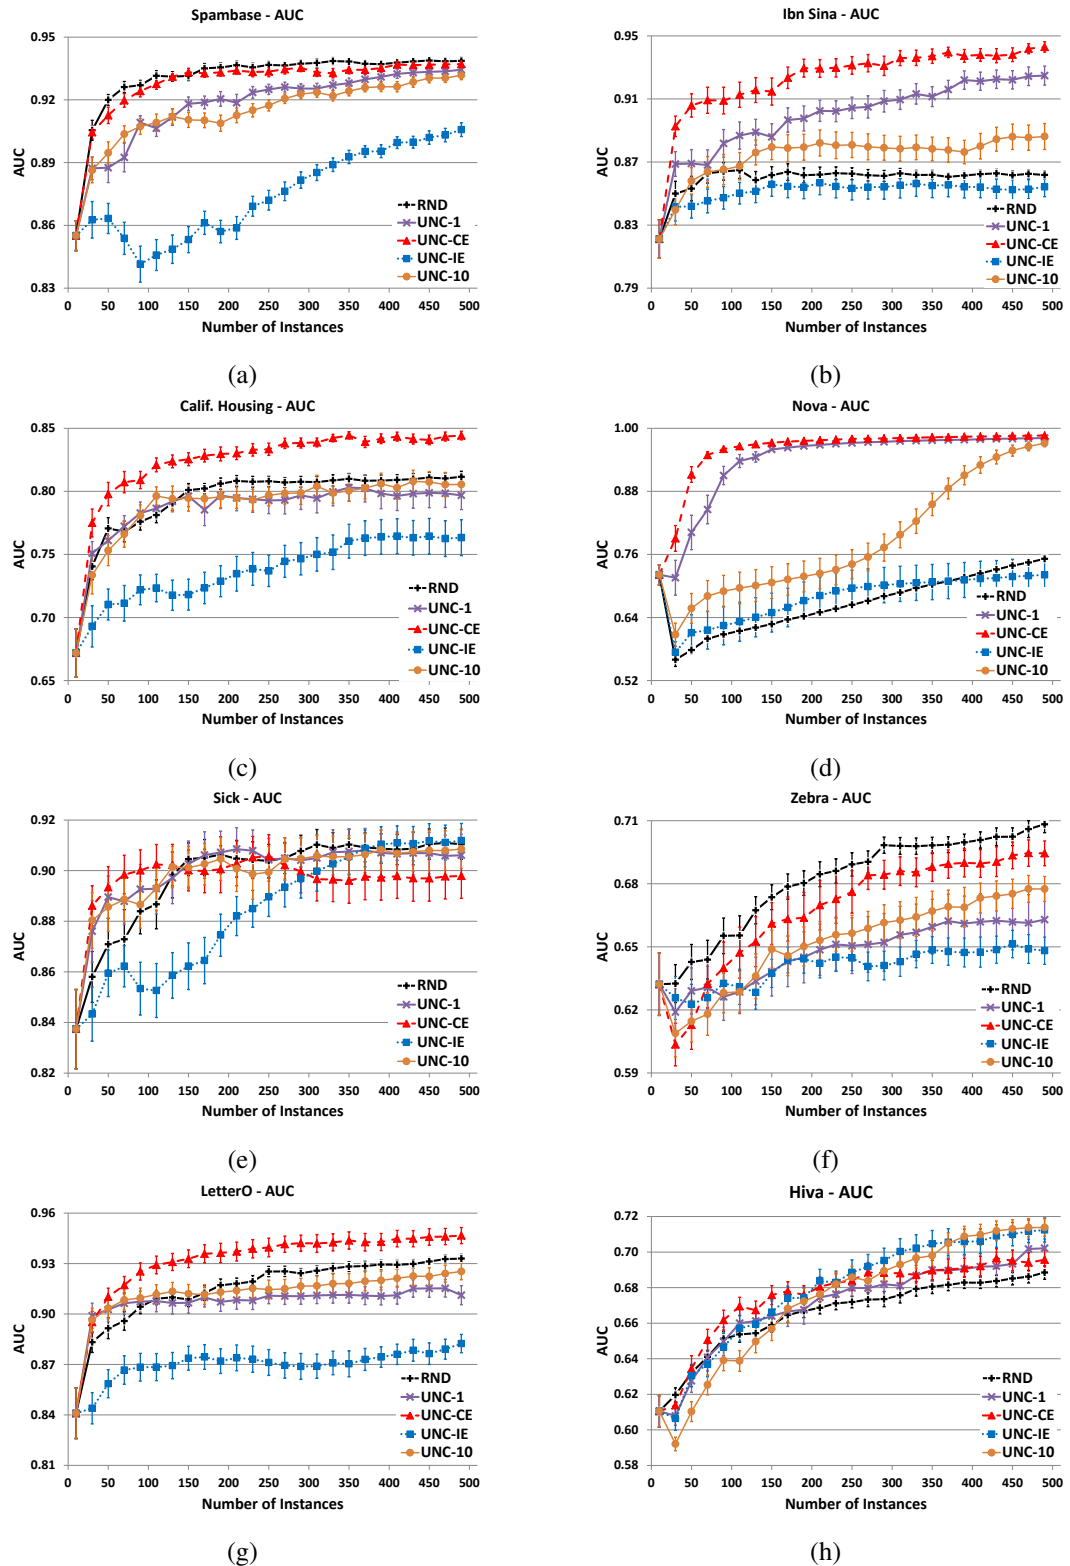 Spambase - AUC
0.95
0.92
0.89
0.86
0.83
AUC
0 50 100 150 200 250 300 350 400 450 500
Number of Instances
RND
UNC-1
UNC-CE
UNC-IE
UNC-10
(a)
Ibn Sina - AUC
0.95
0.91
0.87
0.83
0.79
AUC
0 50 100 150 200 250 300 350 400 450 500
Number of Instances
RND
UNC-1
UNC-CE
UNC-IE
UNC-10
(b)
Calif. Housing - AUC
0.85
0.80
0.75
0.70
0.65
AUC
0 50 100 150 200 250 300 350 400 450 500
Number of Instances
RND
UNC-1
UNC-CE
UNC-IE
UNC-10
(c)
Nova - AUC
1.00
0.88
0.76
0.64
0.52
AUC
0 50 100 150 200 250 300 350 400 450 500
Number of Instances
RND
UNC-1
UNC-CE
UNC-IE
UNC-10
(d)
Sick - AUC
0.92
0.90
0.88
0.86
0.84
0.82
AUC
0 50 100 150 200 250 300 350 400 450 500
Number of Instances
RND
UNC-1
UNC-CE
UNC-IE
UNC-10
(e)
Zebra - AUC
0.71
0.68
0.65
0.62
0.59
AUC
0 50 100 150 200 250 300 350 400 450 500
Number of Instances
RND
UNC-1
UNC-CE
UNC-IE
UNC-10
(f)
LetterO - AUC
0.96
0.93
0.90
0.87
0.84
0.81
AUC
0 50 100 150 200 250 300 350 400 450 500
Number of Instances
RND
UNC-1
UNC-CE
UNC-IE
UNC-10
(g)
Hiva - AUC
0.72
0.70
0.68
0.66
0.64
0.62
0.60
0.58
AUC
0 50 100 150 200 250 300 350 400 450 500
Number of Instances
RND
UNC-1
UNC-CE
UNC-IE
UNC-10
(h)